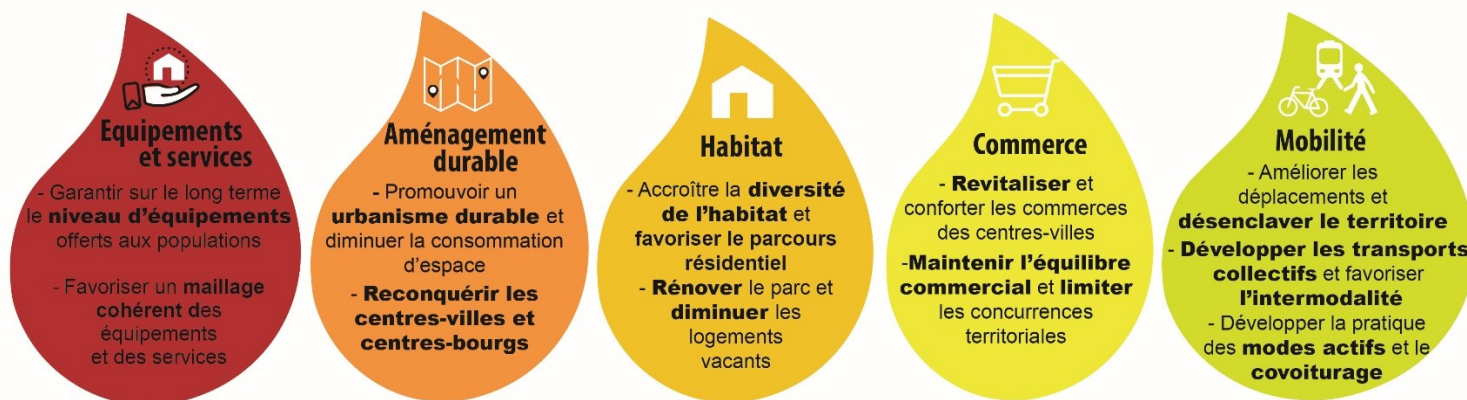 Equipements
et services
- Garantir sur le long terme
le niveau d'équipements
offerts aux populations
- Favoriser un maillage
cohérent des
équipements
et des services
Aménagement
durable
- Promouvoir un
urbanisme durable et
diminuer la consommation
d'espace
- Reconquérir les
centres-villes et
centres-bourgs
Habitat
- Accroître la diversité
de l'habitat et
favoriser le parcours
résidentiel
- Rénover le parc et
diminuer les
logements
vacants
Commerce
- Revitaliser et
conforter les commerces
des centres-villes
-Maintenir l'équilibre
commercial et limiter
les concurrences
territoriales
Mobilité
- Améliorer les
déplacements et
désenclaver le territoire
- Développer les transports
collectifs et favoriser
l'intermodalité
- Développer la pratique
des modes actifs et le
covoiturage